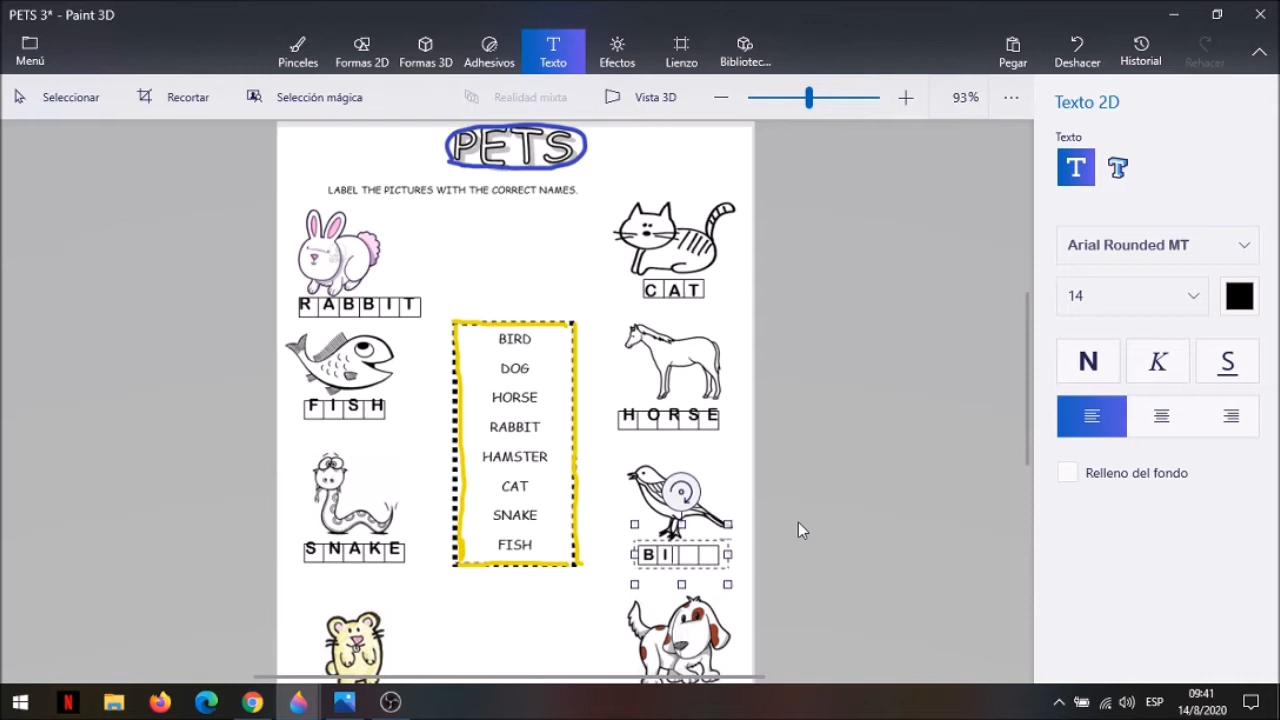 PETS 3* - Paint 3D
Menú
Pinceles
Formas 2D
Formas 3D
Adhesivos
Texto
Efectos
Lienzo
Bibliotec...
Pegar
Deshacer
Historial
Rehacer
Seleccionar
Recortar
Selección mágica
Realidad mixta
Vista 3D
93%
Texto 2D
Texto
Arial Rounded MT
14
N K S
Relleno del fondo
PETS
LABEL THE PICTURES WITH THE CORRECT NAMES.
RABBIT
CAT
FISH
HORSE
SNAKE
BI
BIRD
DOG
HORSE
RABBIT
HAMSTER
CAT
SNAKE
FISH
ESP
09:41
14/8/2020